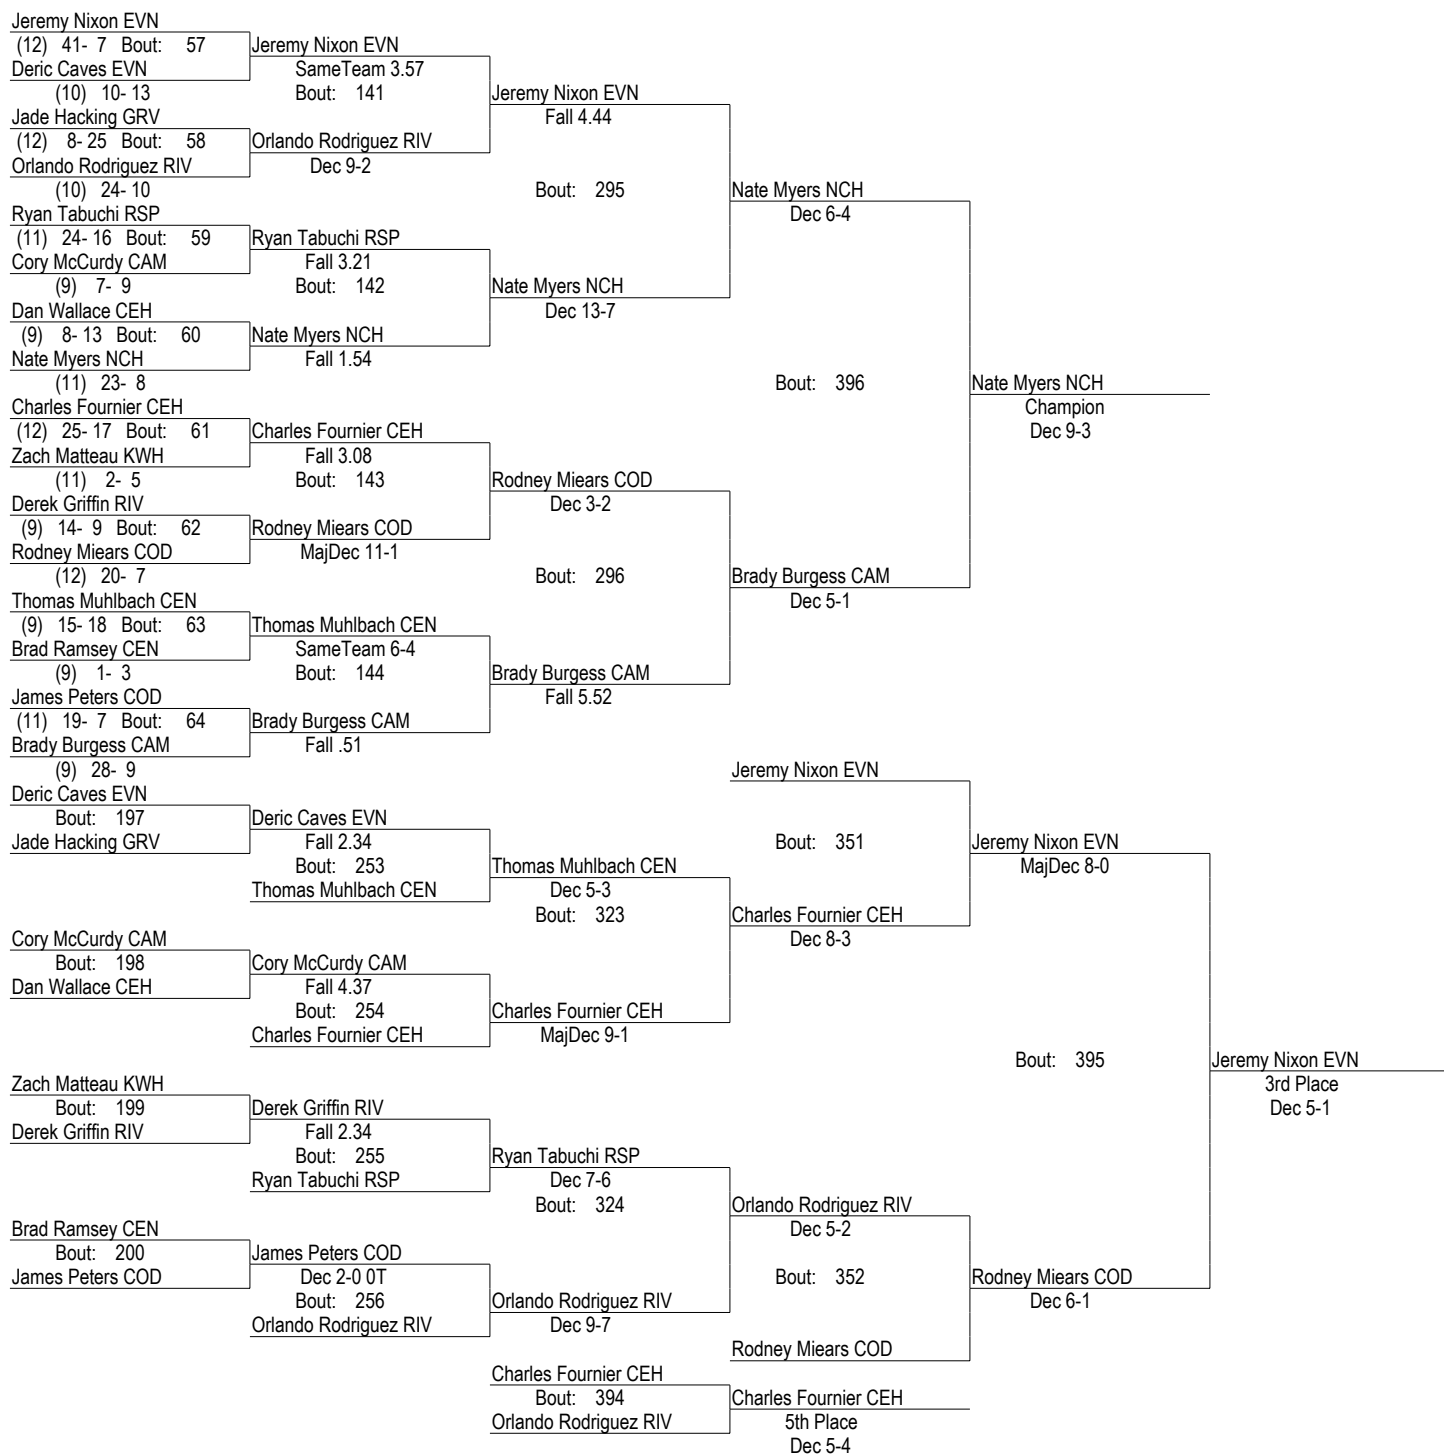 Jeremy Nixon EVN
(12) 41- 7 Bout: 57 Jeremy Nixon EVN
Deric Caves EVN SameTeam 3.57
(10) 10- 13 Bout: 141 Jeremy Nixon EVN
Jade Hacking GRV Fall 4.44
(12) 8- 25 Bout: 58 Orlando Rodriguez RIV
Orlando Rodriguez RIV Dec 9-2
(10) 24- 10 Bout: 295 Nate Myers NCH
Ryan Tabuchi RSP Dec 6-4
(11) 24- 16 Bout: 59 Ryan Tabuchi RSP
Cory McCurdy CAM Fall 3.21
(9) 7- 9 Bout: 142 Nate Myers NCH
Dan Wallace CEH Dec 13-7
(9) 8- 13 Bout: 60 Nate Myers NCH
Nate Myers NCH Fall 1.54
(11) 23- 8 Bout: 396 Nate Myers NCH
Charles Fournier CEH Champion
(12) 25- 17 Bout: 61 Charles Fournier CEH Dec 9-3
Zach Matteau KWH Fall 3.08
(11) 2- 5 Bout: 143 Rodney Miears COD
Derek Griffin RIV Dec 3-2
(9) 14- 9 Bout: 62 Rodney Miears COD
Rodney Miears COD MajDec 11-1
(12) 20- 7 Bout: 296 Brady Burgess CAM
Thomas Muhlbach CEN Dec 5-1
(9) 15- 18 Bout: 63 Thomas Muhlbach CEN
Brad Ramsey CEN SameTeam 6-4
(9) 1- 3 Bout: 144 Brady Burgess CAM
James Peters COD Fall 5.52
(11) 19- 7 Bout: 64 Brady Burgess CAM
Brady Burgess CAM Fall .51
(9) 28- 9 Jeremy Nixon EVN
Deric Caves EVN
Bout: 197 Deric Caves EVN
Jade Hacking GRV Fall 2.34 Bout: 351 Jeremy Nixon EVN
Bout: 253 Thomas Muhlbach CEN MajDec 8-0
Thomas Muhlbach CEN Dec 5-3
Bout: 323 Charles Fournier CEH
Cory McCurdy CAM Dec 8-3
Bout: 198 Cory McCurdy CAM
Dan Wallace CEH Fall 4.37
Bout: 254 Charles Fournier CEH
Charles Fournier CEH MajDec 9-1
Bout: 395 Jeremy Nixon EVN
Zach Matteau KWH 3rd Place
Bout: 199 Derek Griffin RIV Dec 5-1
Derek Griffin RIV Fall 2.34
Bout: 255 Ryan Tabuchi RSP
Ryan Tabuchi RSP Dec 7-6
Bout: 324 Orlando Rodriguez RIV
Brad Ramsey CEN Dec 5-2
Bout: 200 James Peters COD
James Peters COD Dec 2-0 0T Bout: 352 Rodney Miears COD
Bout: 256 Orlando Rodriguez RIV Dec 6-1
Orlando Rodriguez RIV Dec 9-7
Rodney Miears COD
Charles Fournier CEH
Bout: 394 Charles Fournier CEH
Orlando Rodriguez RIV 5th Place
Dec 5-4